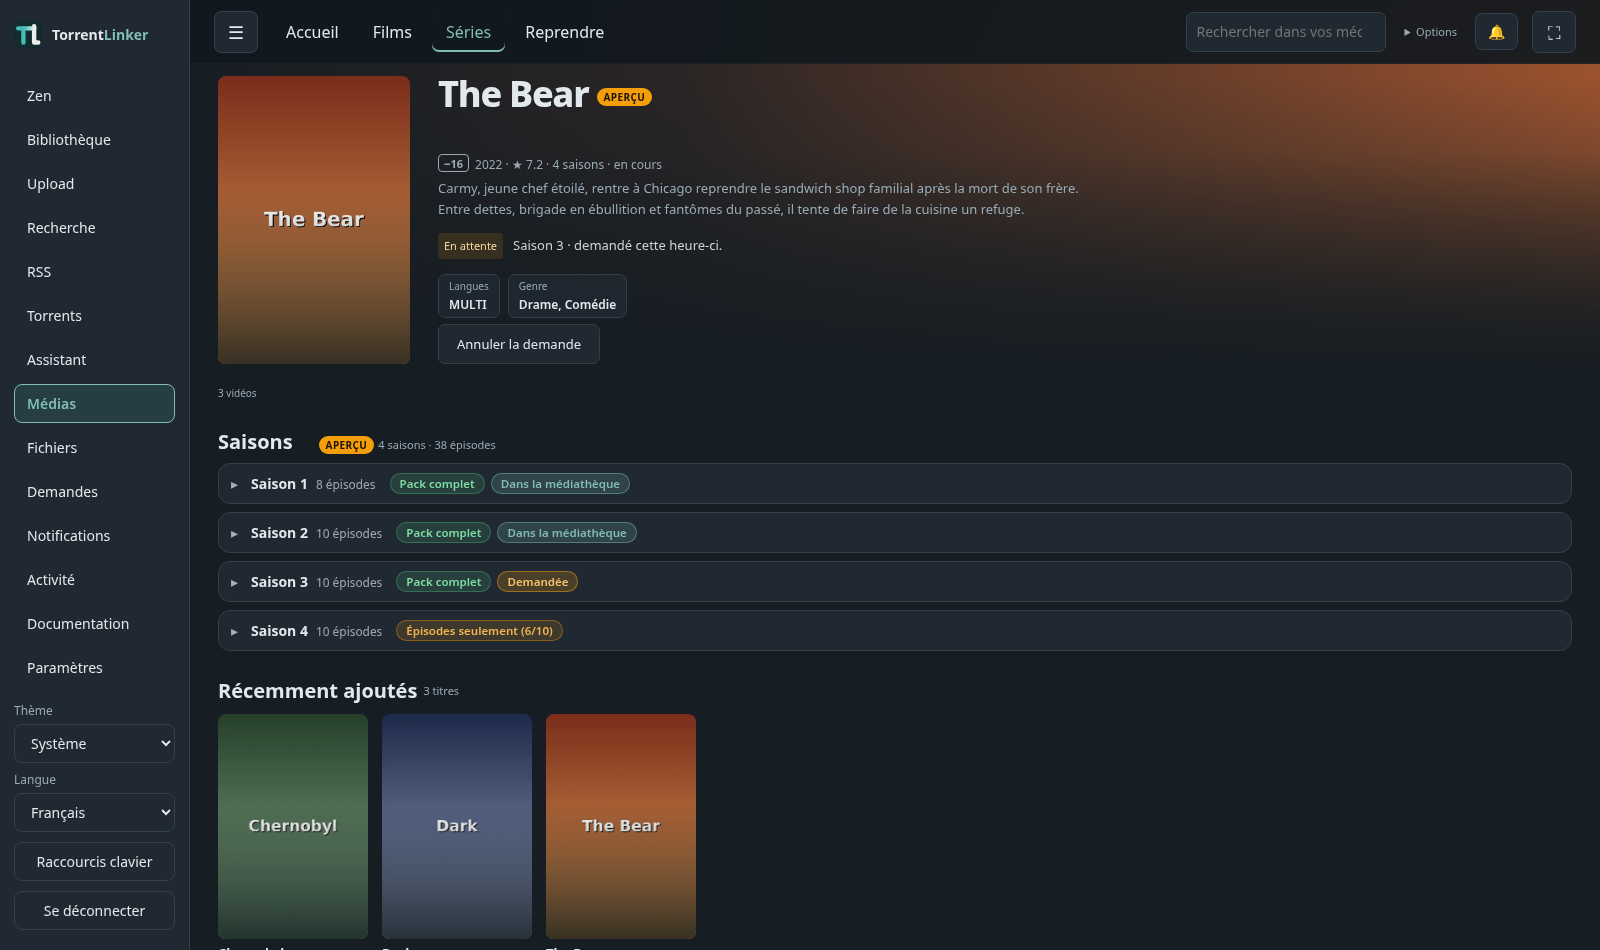 TorrentLinker
Zen
Bibliothèque
Upload
Recherche
RSS
Torrents
Assistant
Médias
Fichiers
Demandes
Notifications
Activité
Documentation
Paramètres
Thème
Système
Langue
Français
Raccourcis clavier
Se déconnecter
Accueil Films Séries Reprendre
Rechercher dans vos méc
Options
The Bear
The Bear APERÇU
−16 2022 · ★ 7.2 · 4 saisons · en cours
Carmy, jeune chef étoilé, rentre à Chicago reprendre le sandwich shop familial après la mort de son frère.
Entre dettes, brigade en ébullition et fantômes du passé, il tente de faire de la cuisine un refuge.
En attente Saison 3 · demandé cette heure-ci.
Langues
MULTI
Genre
Drame, Comédie
Annuler la demande
3 vidéos
Saisons APERÇU 4 saisons · 38 épisodes
Saison 1 8 épisodes Pack complet Dans la médiathèque
Saison 2 10 épisodes Pack complet Dans la médiathèque
Saison 3 10 épisodes Pack complet Demandée
Saison 4 10 épisodes Épisodes seulement (6/10)
Récemment ajoutés 3 titres
Chernobyl
Dark
The Bear